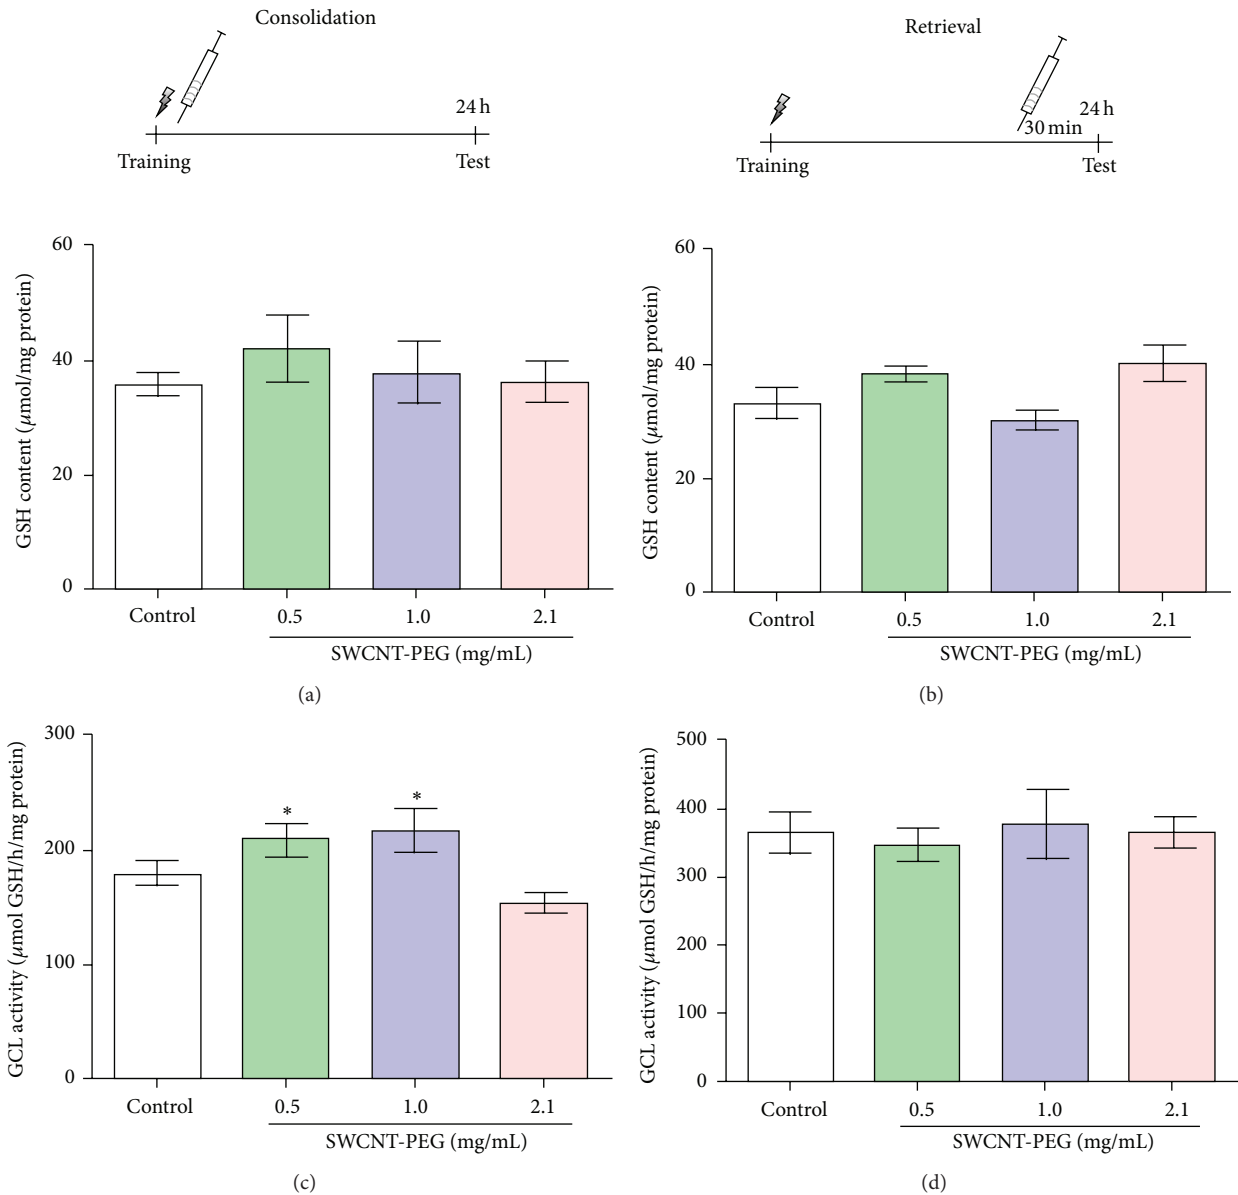 Consolidation
24 h
Training
Test
Retrieval
24 h
30 min
Training
Test
GSH content (μmol/mg protein)
60
40
20
0
Control
0.5
1.0
2.1
SWCNT-PEG (mg/mL)
(a)
GSH content (μmol/mg protein)
60
40
20
0
Control
0.5
1.0
2.1
SWCNT-PEG (mg/mL)
(b)
GCL activity (μmol GSH/h/mg protein)
300
200
100
0
*
*
Control
0.5
1.0
2.1
SWCNT-PEG (mg/mL)
(c)
GCL activity (μmol GSH/h/mg protein)
500
400
300
200
100
0
Control
0.5
1.0
2.1
SWCNT-PEG (mg/mL)
(d)